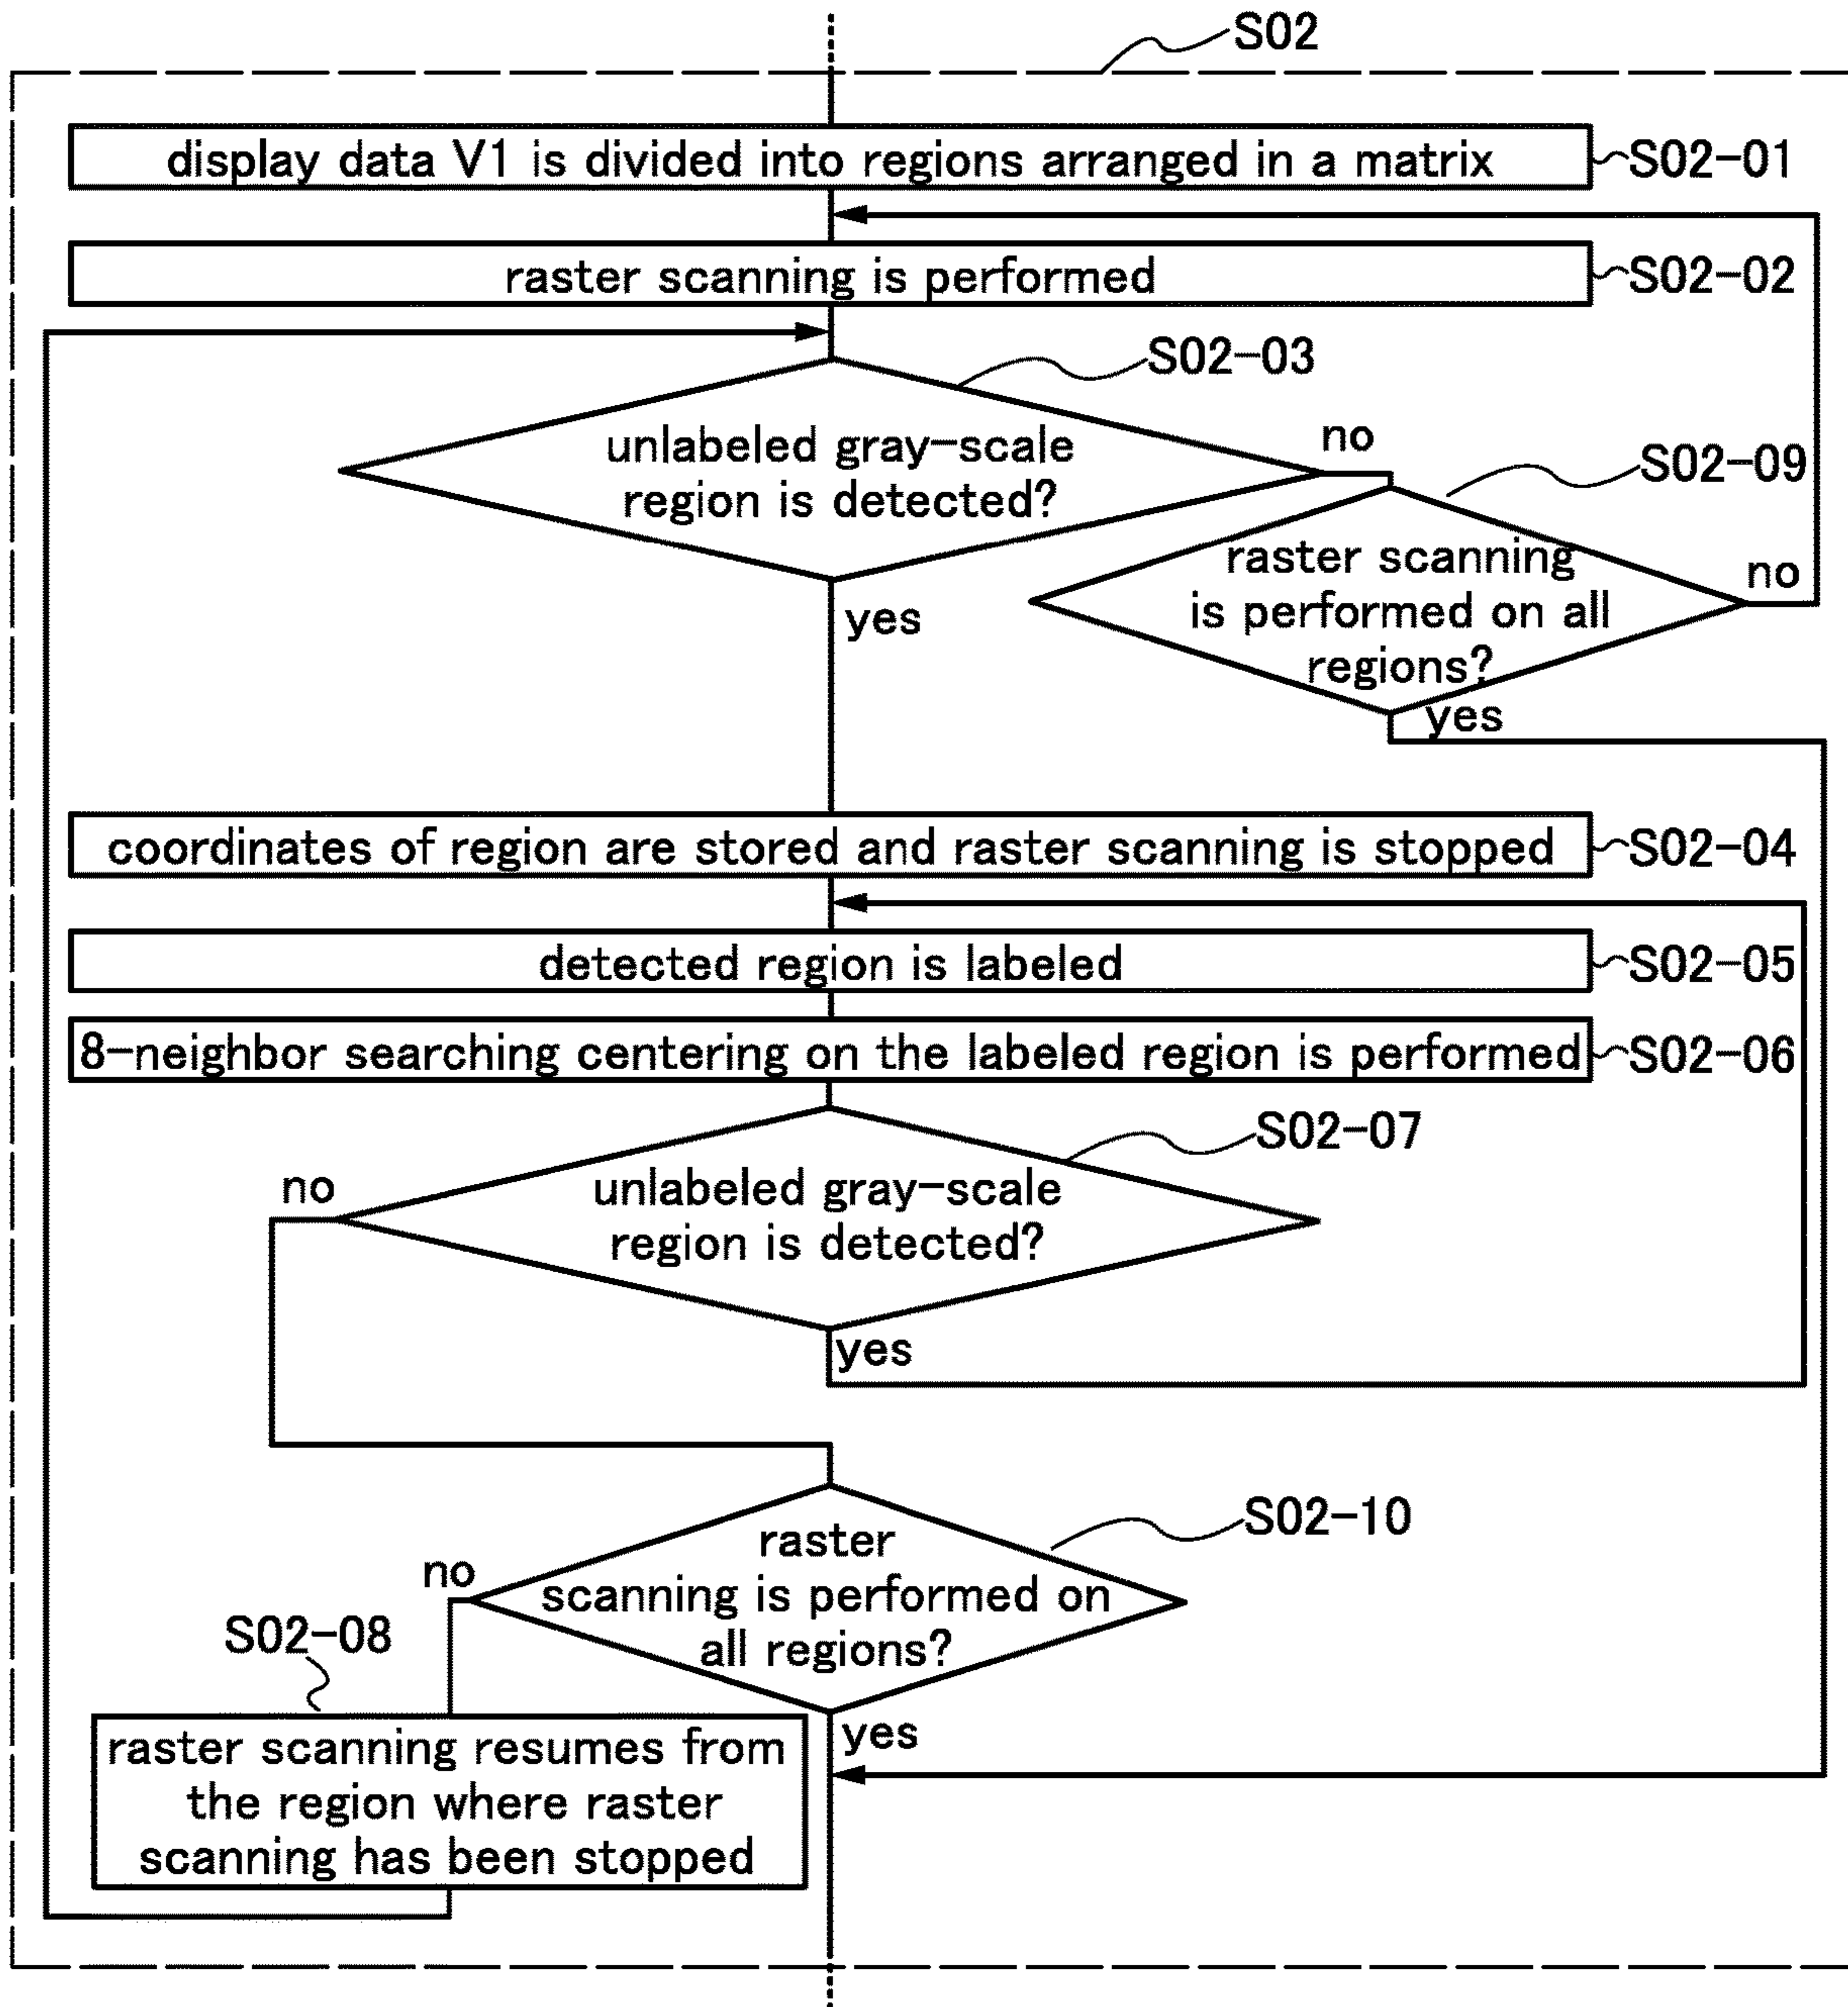 S02
display data V1 is divided into regions arranged in a matrix
S02-01
raster scanning is performed
S02-02
S02-03
unlabeled gray-scale
region is detected?
no
yes
S02-09
raster scanning
is performed on all
regions?
no
yes
coordinates of region are stored and raster scanning is stopped
S02-04
detected region is labeled
S02-05
8-neighbor searching centering on the labeled region is performed
S02-06
S02-07
no
unlabeled gray-scale
region is detected?
yes
S02-10
no
raster
scanning is performed on
all regions?
yes
S02-08
raster scanning resumes from
the region where raster
scanning has been stopped